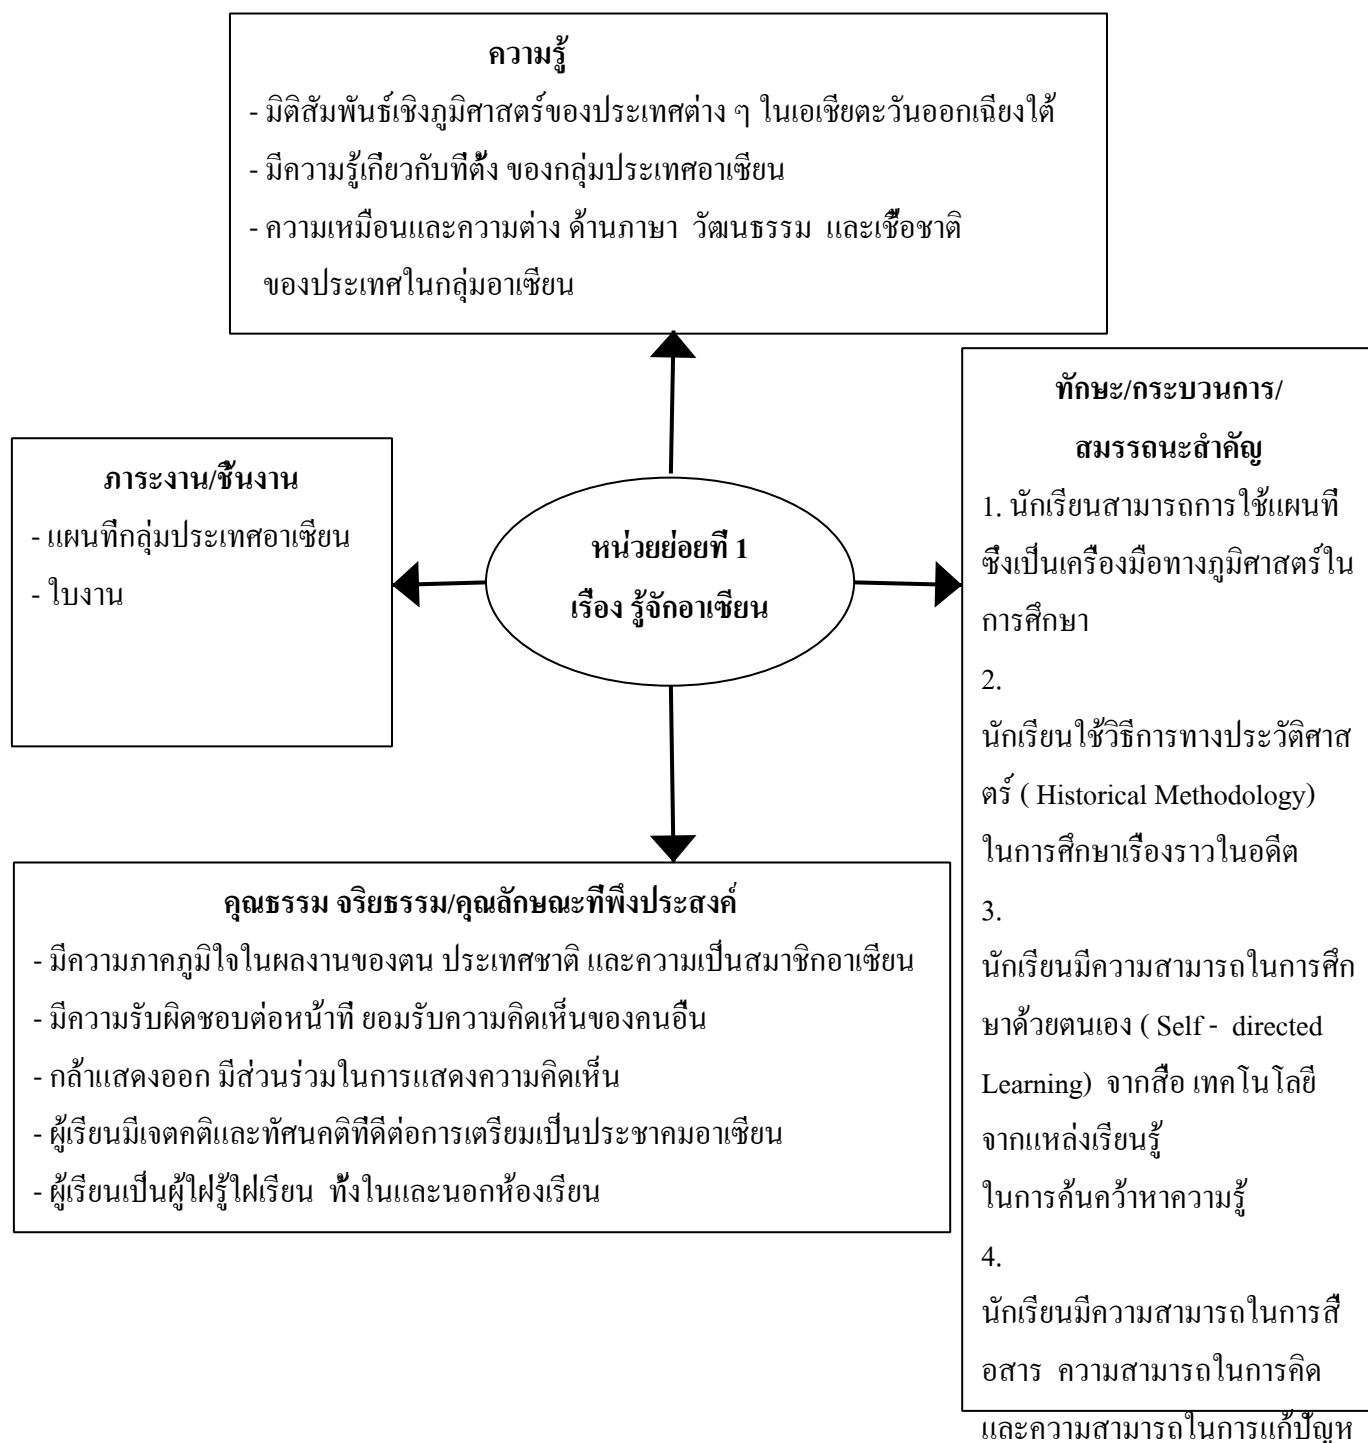 ความรู้
- มิติสัมพันธ์เชิงภูมิศาสตร์ของประเทศต่าง ๆ ในเอเชียตะวันออกเฉียงใต้
- มีความรู้เกี่ยวกับที่ตั้ง ของกลุ่มประเทศอาเซียน
- ความเหมือนและความต่าง ด้านภาษา วัฒนธรรม และเชื้อชาติ
ของประเทศในกลุ่มอาเซียน
ภาระงาน/ชิ้นงาน
- แผนที่กลุ่มประเทศอาเซียน
- ใบงาน
หน่วยย่อยที่ 1
เรื่อง รู้จักอาเซียน
ทักษะ/กระบวนการ/
สมรรถนะสำคัญ
1. นักเรียนสามารถการใช้แผนที่
ซึ่งเป็นเครื่องมือทางภูมิศาสตร์ใน
การศึกษา
2.
นักเรียนใช้วิธีการทางประวัติศาส
ตร์ ( Historical Methodology)
ในการศึกษาเรื่องราวในอดีต
3.
นักเรียนมีความสามารถในการศึก
ษาด้วยตนเอง ( Self - directed
Learning) จากสื่อ เทคโนโลยี
จากแหล่งเรียนรู้
ในการค้นคว้าหาความรู้
4.
นักเรียนมีความสามารถในการสื่
อสาร ความสามารถในการคิด
และความสามารถในการแก้ปัญห
คุณธรรม จริยธรรม/คุณลักษณะที่พึงประสงค์
- มีความภาคภูมิใจในผลงานของตน ประเทศชาติ และความเป็นสมาชิกอาเซียน
- มีความรับผิดชอบต่อหน้าที่ ยอมรับความคิดเห็นของคนอื่น
- กล้าแสดงออก มีส่วนร่วมในการแสดงความคิดเห็น
- ผู้เรียนมีเจตคติและทัศนคติที่ดีต่อการเตรียมเป็นประชาคมอาเซียน
- ผู้เรียนเป็นผู้ใฝ่รู้ใฝ่เรียน ทั้งในและนอกห้องเรียน